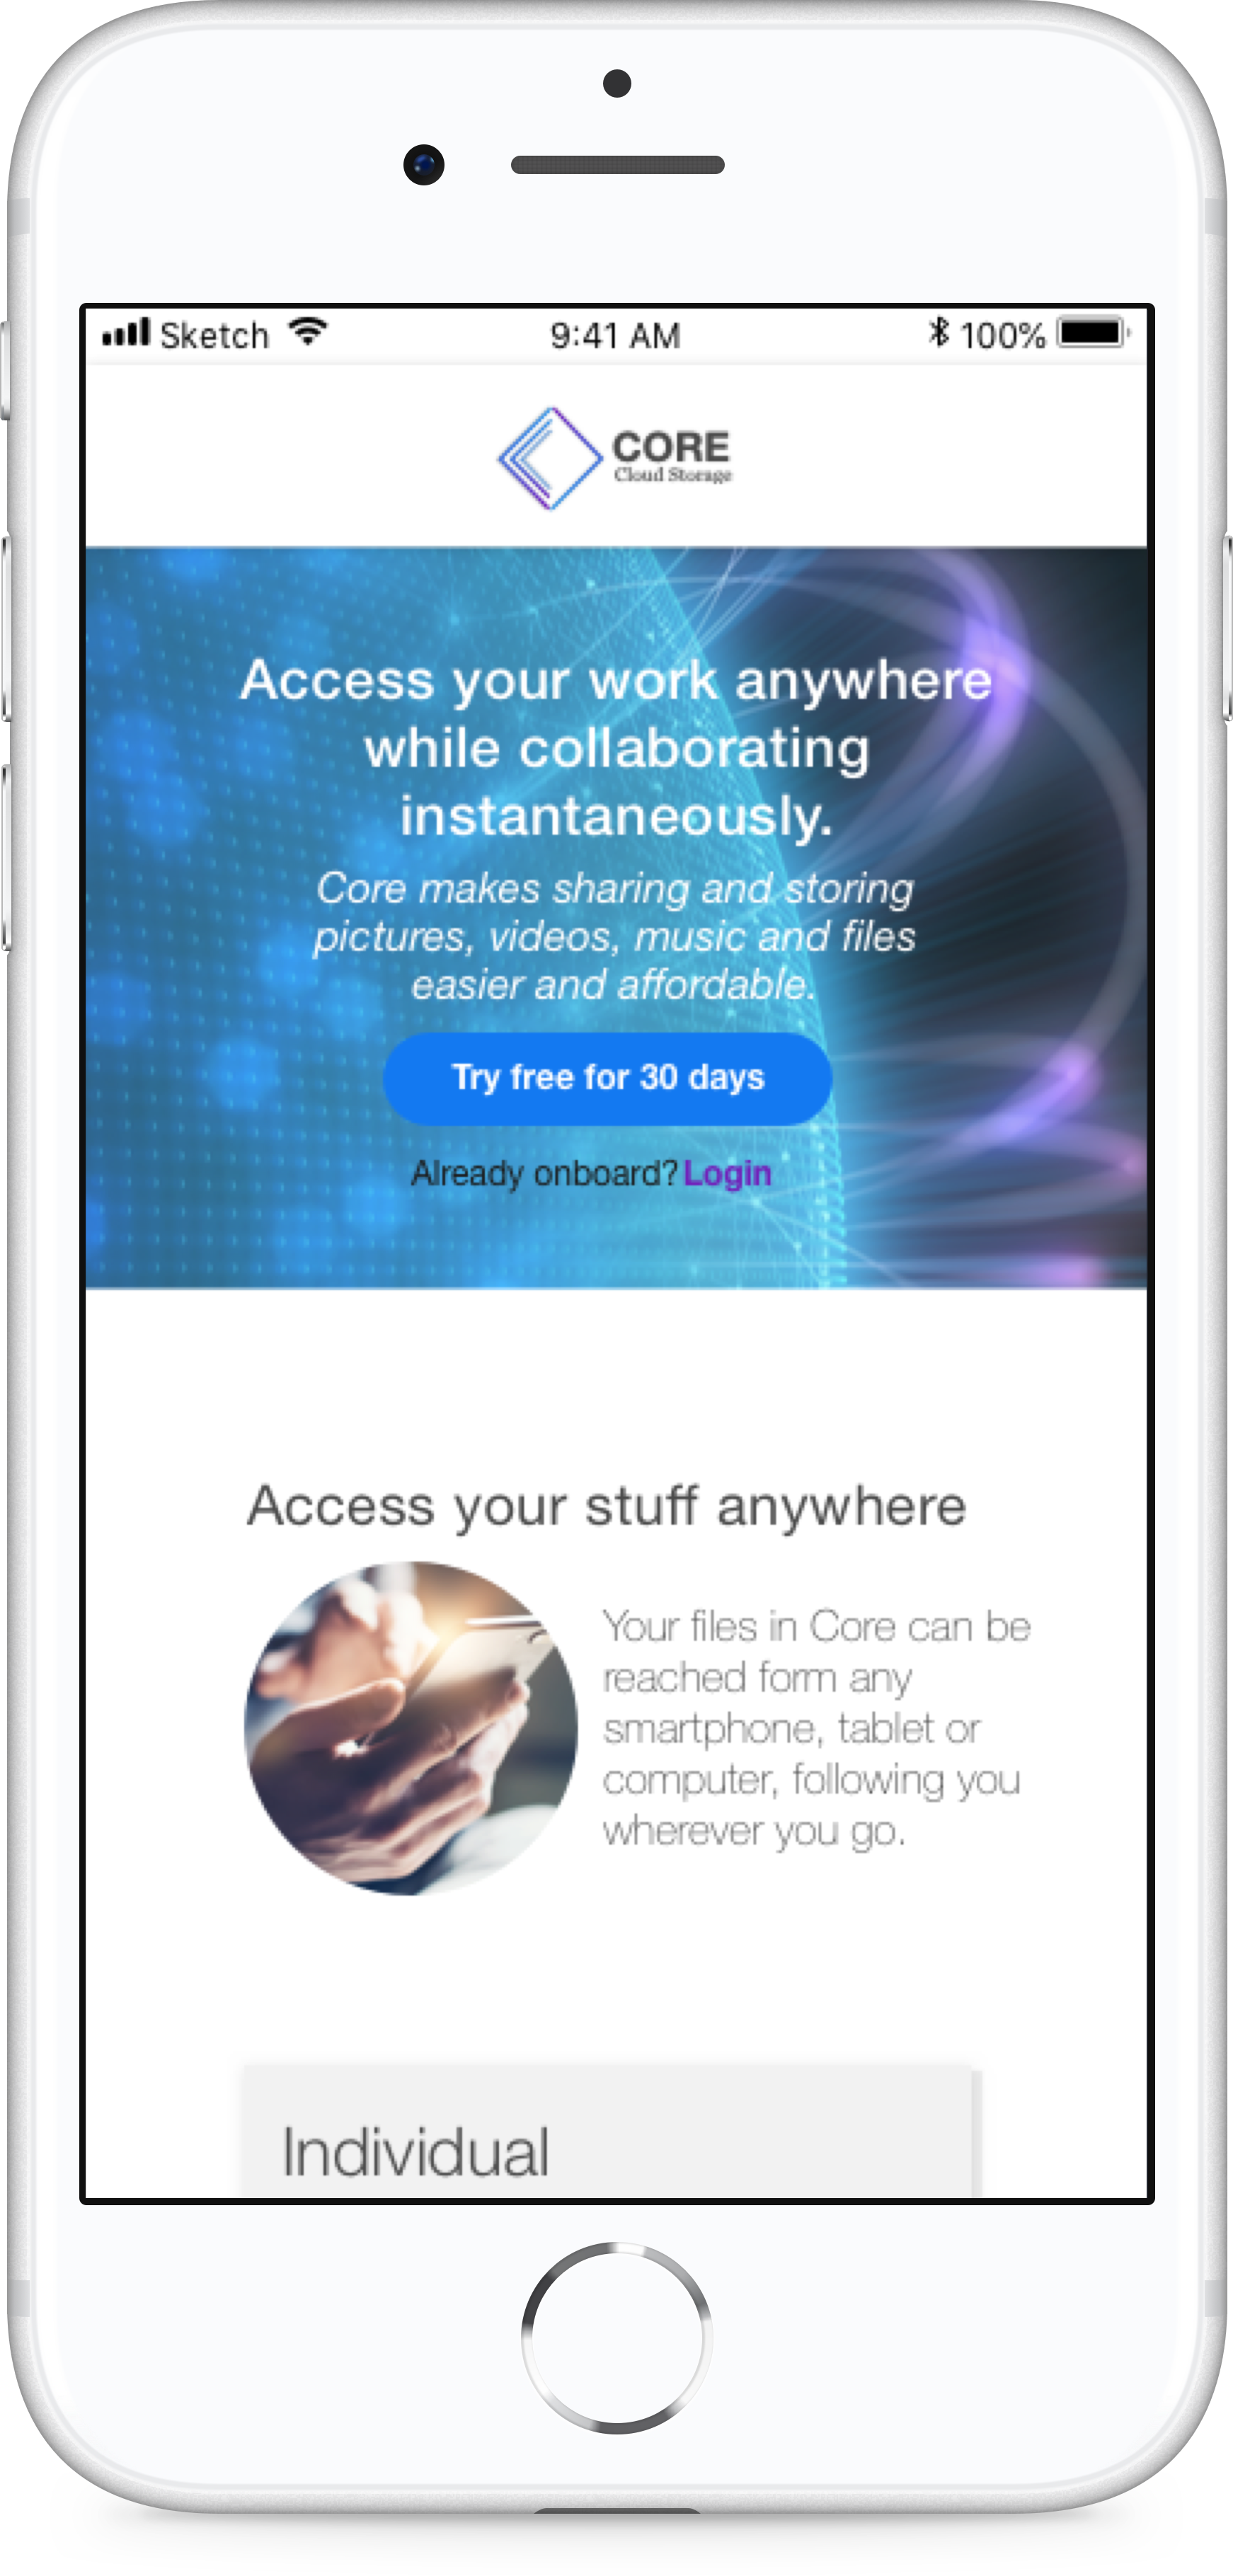 Sketch 9:41 AM 100%
CORE
Cloud Storage
Access your work anywhere
while collaborating
instantaneously.
Core makes sharing and storing
pictures, videos, music and files
easier and affordable.
Try free for 30 days
Already onboard? Login
Access your stuff anywhere
Your files in Core can be
reached form any
smartphone, tablet or
computer, following you
wherever you go.
Individual